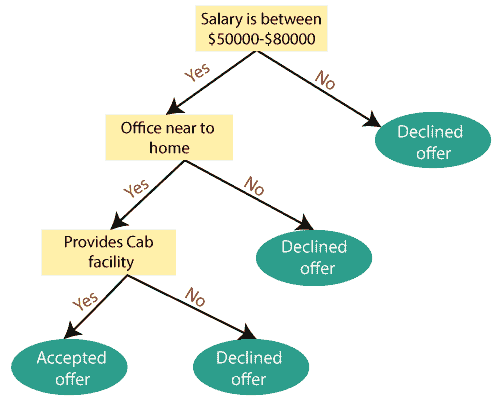 Salary is between
$50000-$80000
Yes
No
Office near to
home
Declined
offer
Yes
No
Provides Cab
facility
Declined
offer
Yes
No
Accepted
offer
Declined
offer